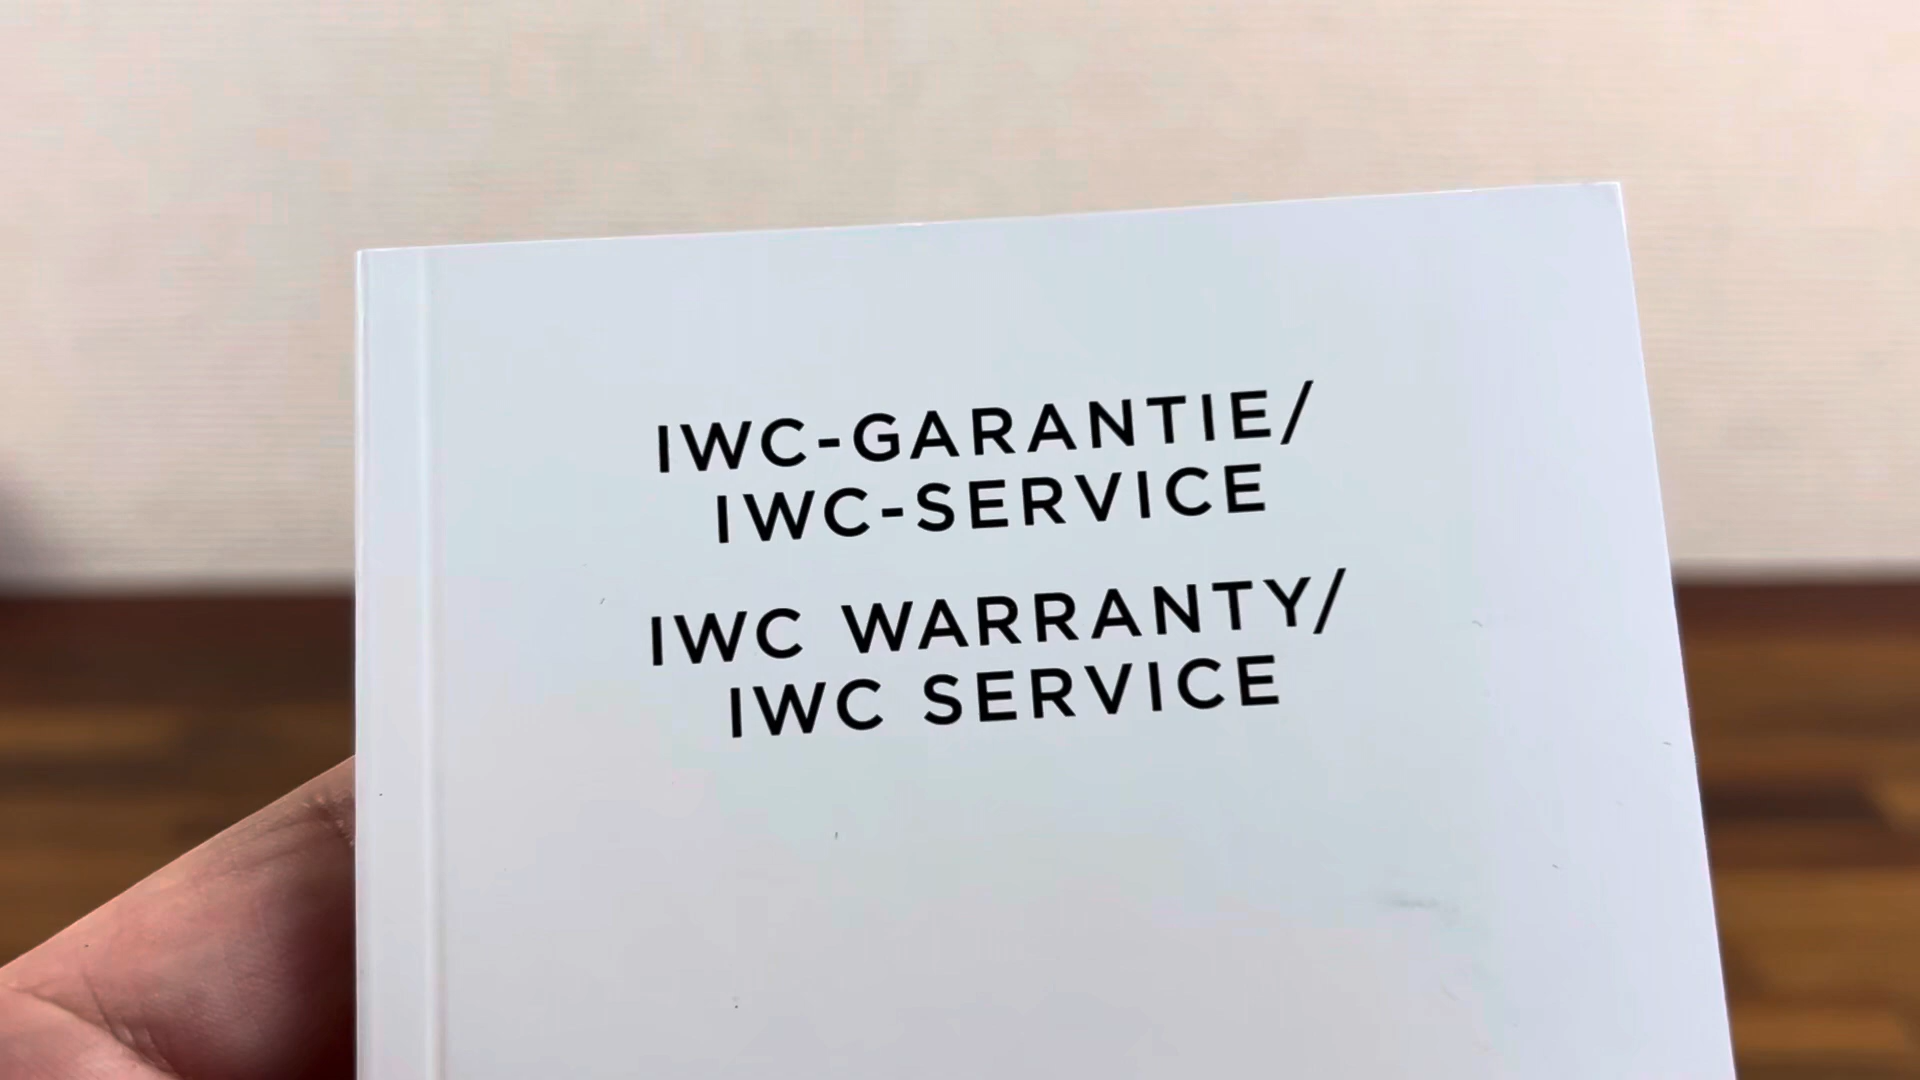 IWC-GARANTIE/
IWC-SERVICE
IWC WARRANTY/
IWC SERVICE